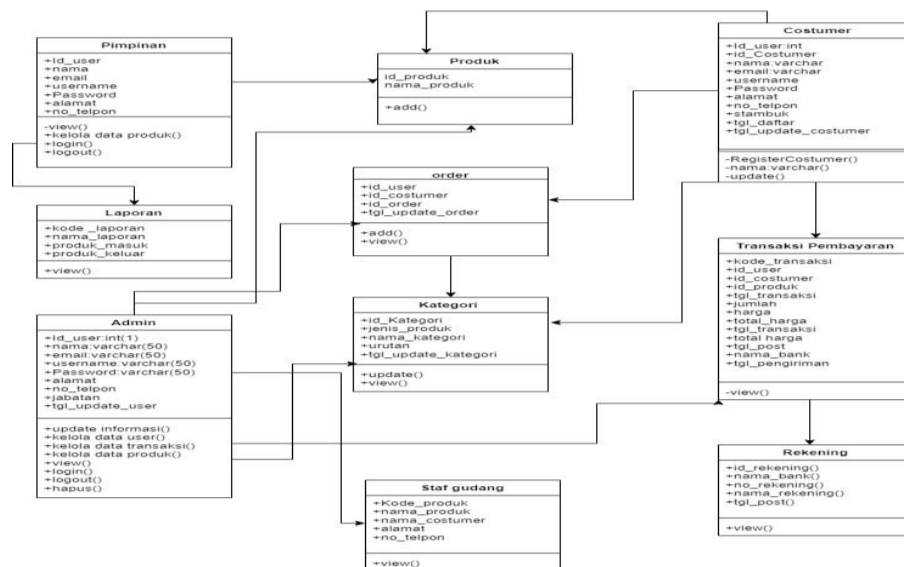 Pimpinan
+id_user
+nama
+email
+username
+Password
+alamat
+no_telpon
-view()
+kelola data produk()
+login()
+logout()
Produk
id_produk
nama_produk
+add()
Costumer
+Id_user:int
+id_Costumer
+nama:varchar
+email:varchar
+username
+Password
+alamat
+no_telpon
+stambuk
+tgl_daftar
+tgl_update_costumer
-RegisterCostumer()
-nama:varchar()
-update()
order
+id_user
+id_costumer
+id_order
+tgl_update_order
+add()
+view()
Laporan
+kode _laporan
+nama_laporan
+produk_masuk
+produk_keluar
+view()
Transaksi Pembayaran
+kode_transaksi
+id_user
+id_costumer
+id_produk
+tgl_transaksi
+jumlah
+harga
+total_harga
+tgl_transaksi
+total harga
+tgl_post
+nama_bank
+tgl_pengiriman
-view()
Kategori
+id_Kategori
+jenis_produk
+nama_kategori
+urutan
+tgl_update_kategori
+update()
+view()
Admin
+Id_user:int(1)
+nama:varchar(50)
+email:varchar(50)
+username:varchar(50)
+Password:varchar(50)
+alamat
+no_telpon
+jabatan
+tgl_update_user
+update informasi()
+kelola data user()
+kelola data transaksi()
+kelola data produk()
+view()
+login()
+logout()
+hapus()
Rekening
+id_rekening()
+nama_bank()
+no_rekening()
+nama_rekening()
+tgl_post()
+view()
Staf gudang
+Kode_produk
+nama_produk
+nama_costumer
+alamat
+no_telpon
+view()